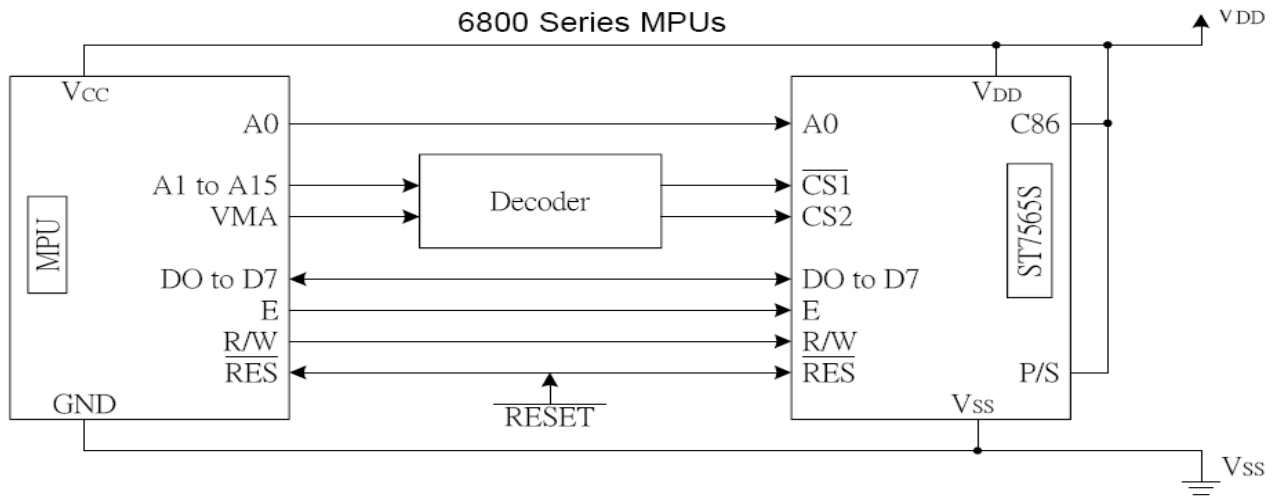 6800 Series MPUs
VDD
VCC
VDD
A0
A0
C86
A1 to A15
Decoder
CS1
VMA
CS2
MPU
ST7565S
DO to D7
DO to D7
E
E
R/W
R/W
RES
RES
P/S
RESET
GND
VSS
VSS